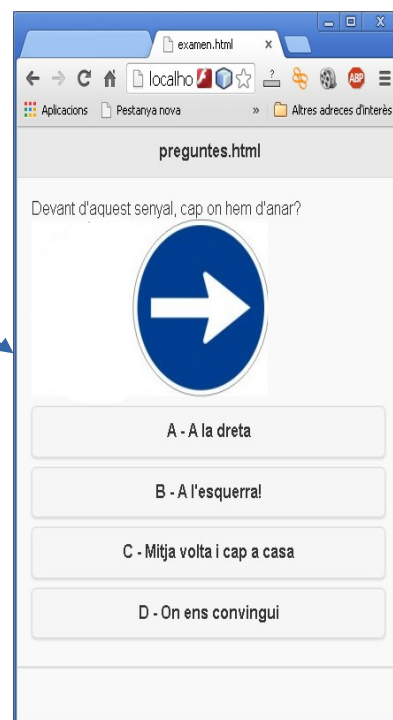 examen.html
localho
ABP
Aplicacions Pestanya nova » Altres adreces d'interès
preguntes.html
Devant d'aquest senyal, cap on hem d'anar?
A - A la dreta
B - A l'esquerra!
C - Mitja volta i cap a casa
D - On ens convingui